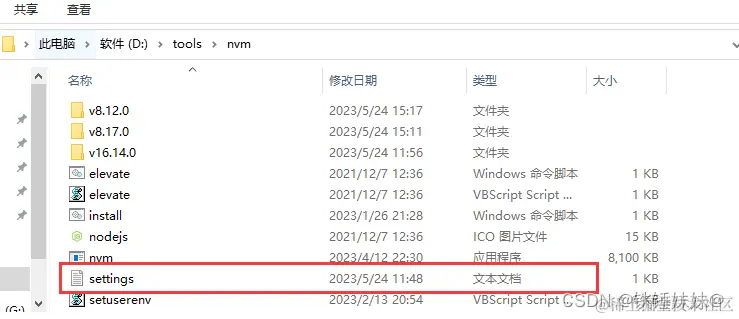 共享 查看
此电脑 软件 (D:) tools nvm
名称 修改日期 类型 大小
v8.12.0 2023/5/24 15:17 文件夹
v8.17.0 2023/5/24 15:11 文件夹
v16.14.0 2023/5/24 11:56 文件夹
elevate 2021/12/7 12:36 Windows 命令脚本 1 KB
elevate 2021/12/7 12:36 VBScript Script ... 1 KB
install 2023/1/26 21:28 Windows 命令脚本 1 KB
nodejs 2021/12/7 12:36 ICO 图片文件 15 KB
nvm 2023/4/12 22:30 应用程序 8,100 KB
settings 2023/5/24 11:48 文本文档 1 KB
setuserenv 2023/2/13 20:54 VBScript Script 1 KB
(G:)
CSDN @铁锤妹妹@